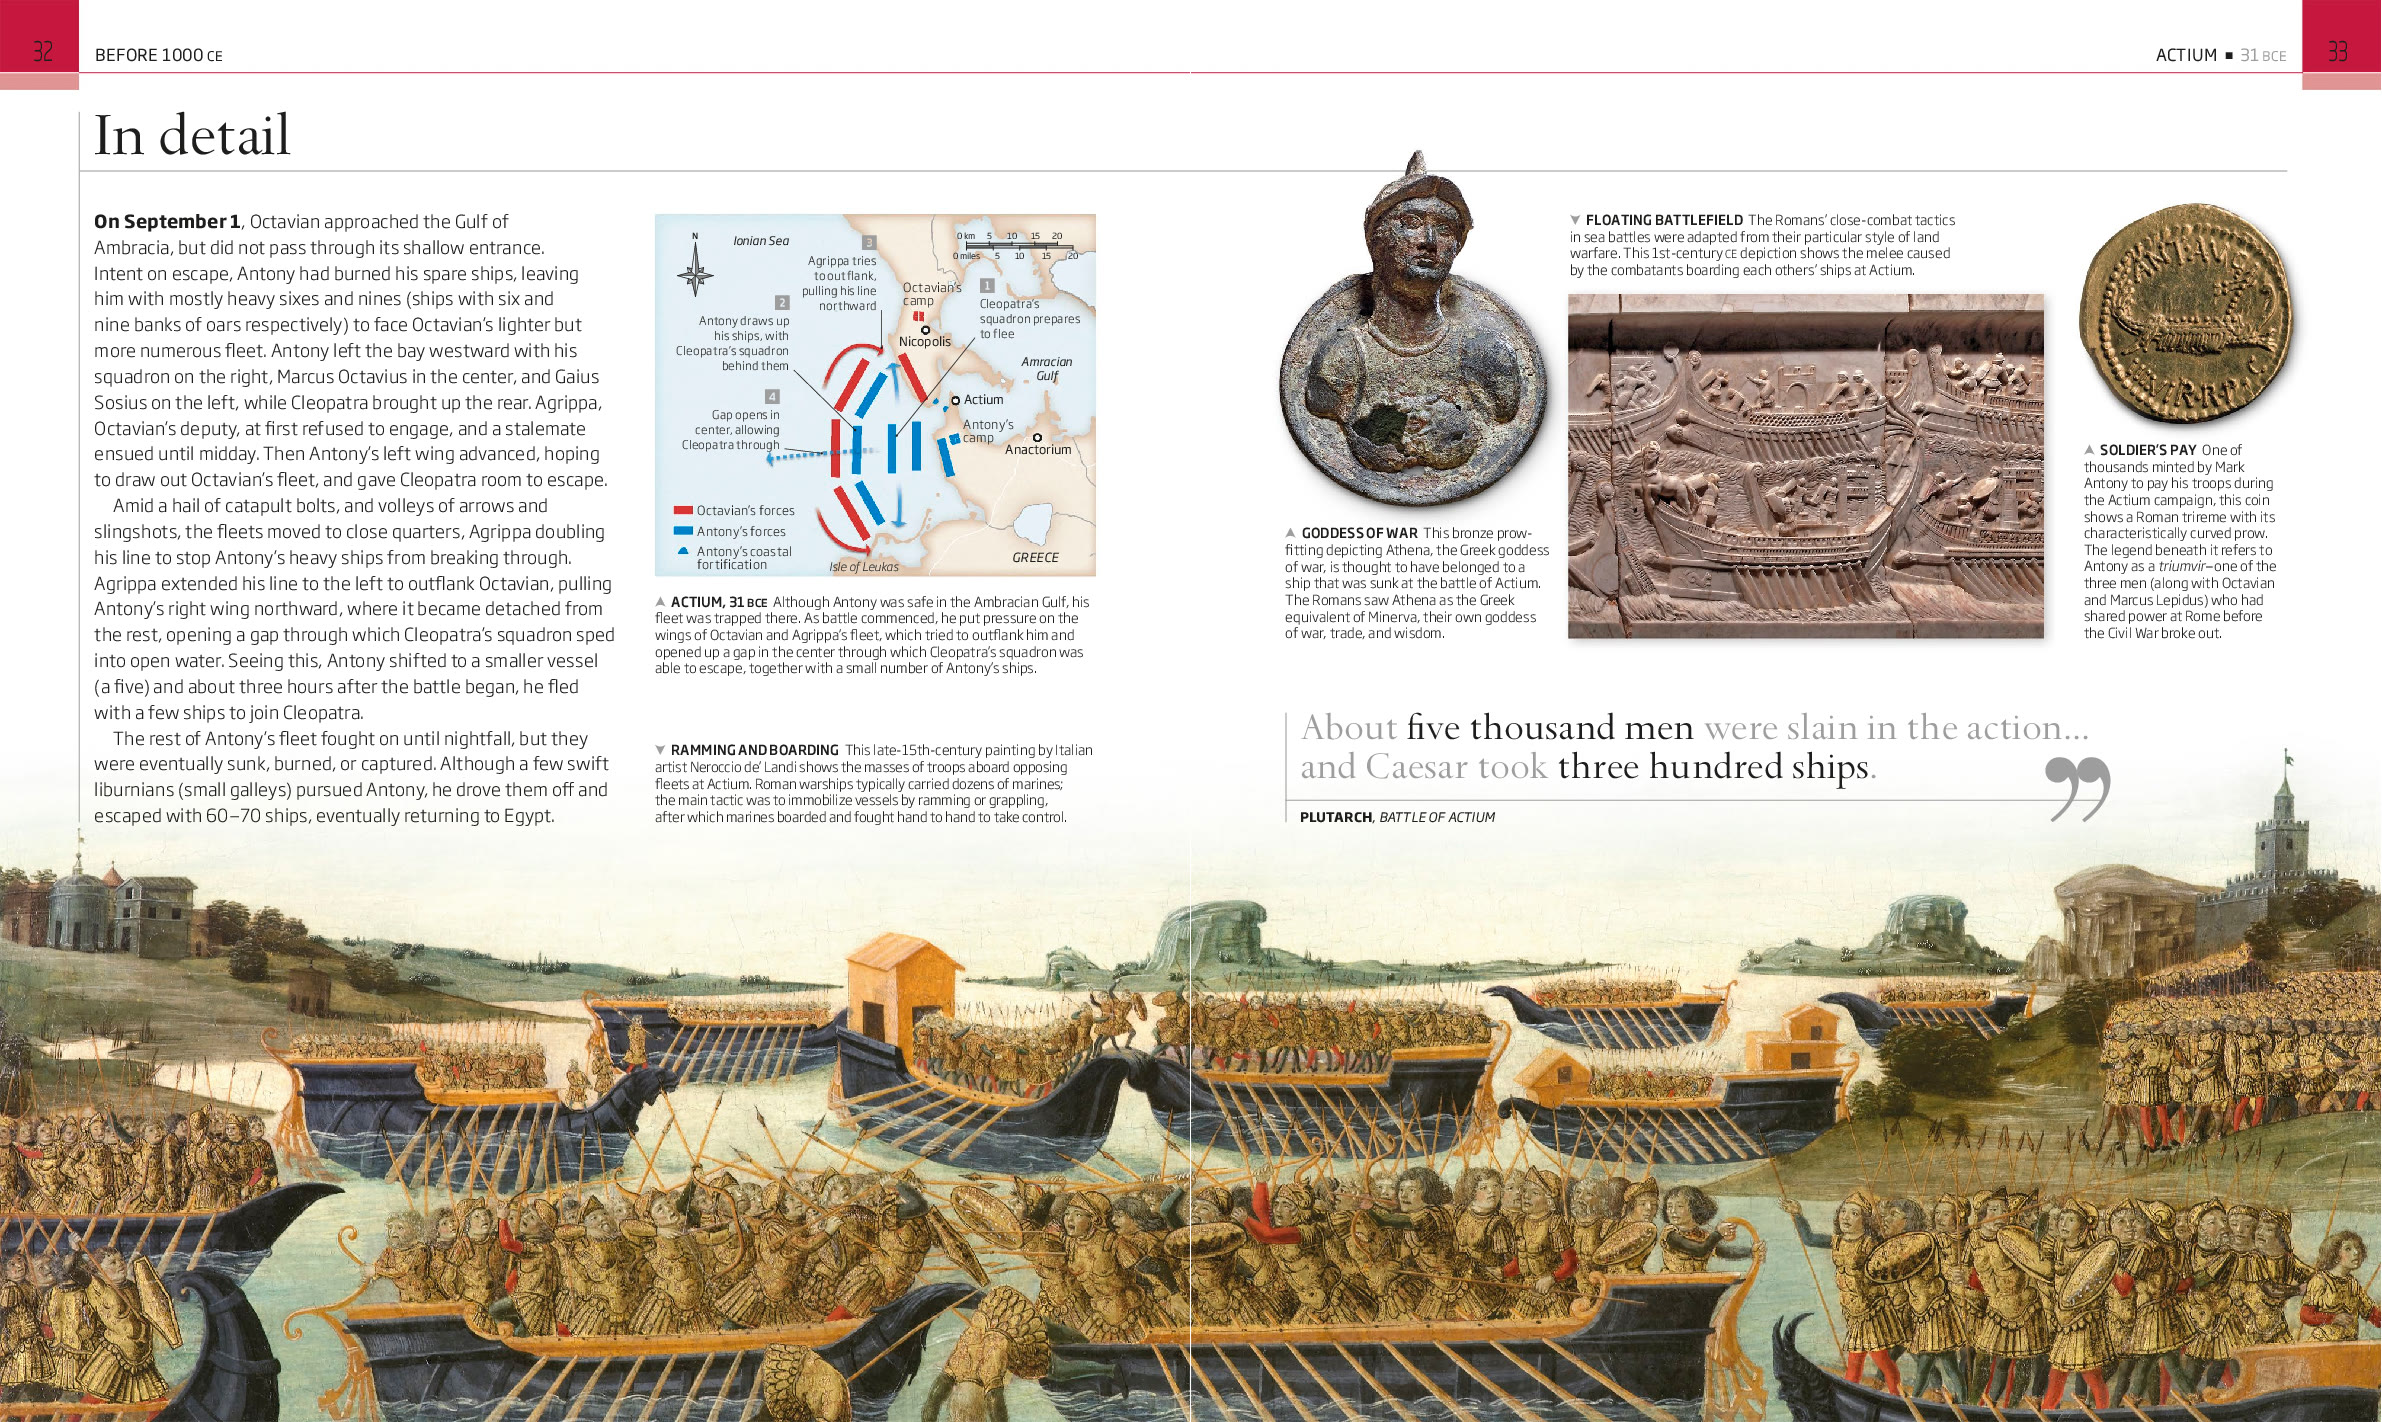 32
BEFORE 1000 CE
ACTIUM ■ 31 BCE
33
In detail
On September 1, Octavian approached the Gulf of
Ambracia, but did not pass through its shallow entrance.
Intent on escape, Antony had burned his spare ships, leaving
him with mostly heavy sixes and nines (ships with six and
nine banks of oars respectively) to face Octavian’s lighter but
more numerous fleet. Antony left the bay westward with his
squadron on the right, Marcus Octavius in the center, and Gaius
Sosius on the left, while Cleopatra brought up the rear. Agrippa,
Octavian’s deputy, at first refused to engage, and a stalemate
ensued until midday. Then Antony’s left wing advanced, hoping
to draw out Octavian’s fleet, and gave Cleopatra room to escape.
Amid a hail of catapult bolts, and volleys of arrows and
slingshots, the fleets moved to close quarters, Agrippa doubling
his line to stop Antony’s heavy ships from breaking through.
Agrippa extended his line to the left to outflank Octavian, pulling
Antony’s right wing northward, where it became detached from
the rest, opening a gap through which Cleopatra’s squadron sped
into open water. Seeing this, Antony shifted to a smaller vessel
(a five) and about three hours after the battle began, he fled
with a few ships to join Cleopatra.
The rest of Antony’s fleet fought on until nightfall, but they
were eventually sunk, burned, or captured. Although a few swift
liburnians (small galleys) pursued Antony, he drove them off and
escaped with 60–70 ships, eventually returning to Egypt.
N
Ionian Sea
0 km 5 10 15 20
0 miles 5 10 15 20
3
Agrippa tries
to outflank,
pulling his line
northward
2
Antony draws up
his ships, with
Cleopatra’s squadron
behind them
Octavian’s
camp
Nicopolis
1
Cleopatra’s
squadron prepares
to flee
Amracian
Gulf
4
Gap opens in
center, allowing
Cleopatra through
Actium
Antony’s
camp
Anactorium
Octavian’s forces
Antony’s forces
Antony’s coastal
fortification
Isle of Leukas
GREECE
ACTIUM, 31 BCE Although Antony was safe in the Ambracian Gulf, his
fleet was trapped there. As battle commenced, he put pressure on the
wings of Octavian and Agrippa’s fleet, which tried to outflank him and
opened up a gap in the center through which Cleopatra’s squadron was
able to escape, together with a small number of Antony’s ships.
RAMMING AND BOARDING This late-15th-century painting by Italian
artist Neroccio de’ Landi shows the masses of troops aboard opposing
fleets at Actium. Roman warships typically carried dozens of marines;
the main tactic was to immobilize vessels by ramming or grappling,
after which marines boarded and fought hand to hand to take control.
GODDESS OF WAR This bronze prow-
fitting depicting Athena, the Greek goddess
of war, is thought to have belonged to a
ship that was sunk at the battle of Actium.
The Romans saw Athena as the Greek
equivalent of Minerva, their own goddess
of war, trade, and wisdom.
FLOATING BATTLEFIELD The Romans’ close-combat tactics
in sea battles were adapted from their particular style of land
warfare. This 1st-century CE depiction shows the melee caused
by the combatants boarding each others’ ships at Actium.
ANT·AVG
III·VIR·R·P·C
SOLDIER’S PAY One of
thousands minted by Mark
Antony to pay his troops during
the Actium campaign, this coin
shows a Roman trireme with its
characteristically curved prow.
The legend beneath it refers to
Antony as a triumvir—one of the
three men (along with Octavian
and Marcus Lepidus) who had
shared power at Rome before
the Civil War broke out.
About five thousand men were slain in the action...
and Caesar took three hundred ships.
”
PLUTARCH, BATTLE OF ACTIUM